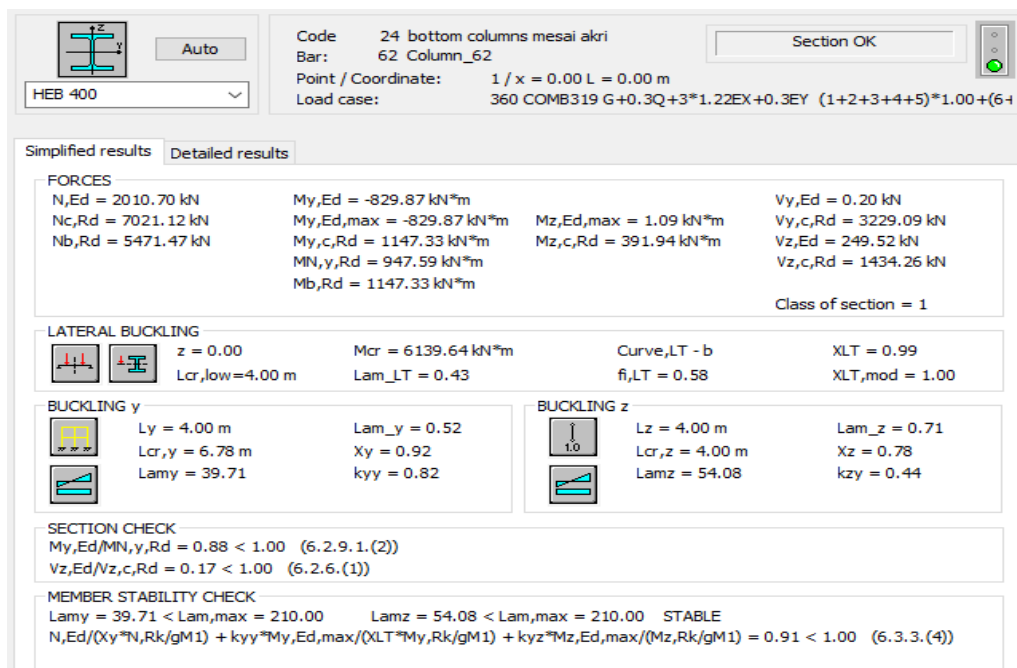 z
y
Auto
HEB 400
Code 24 bottom columns mesai akri
Bar: 62 Column_62
Point / Coordinate: 1 / x = 0.00 L = 0.00 m
Load case: 360 COMB319 G+0.3Q+3*1.22EX+0.3EY (1+2+3+4+5)*1.00+(6+
Section OK
Simplified results Detailed results
FORCES
N,Ed = 2010.70 kN My,Ed = -829.87 kN*m Vy,Ed = 0.20 kN
Nc,Rd = 7021.12 kN My,Ed,max = -829.87 kN*m Mz,Ed,max = 1.09 kN*m Vy,c,Rd = 3229.09 kN
Nb,Rd = 5471.47 kN My,c,Rd = 1147.33 kN*m Mz,c,Rd = 391.94 kN*m Vz,Ed = 249.52 kN
MN,y,Rd = 947.59 kN*m Vz,c,Rd = 1434.26 kN
Mb,Rd = 1147.33 kN*m
Class of section = 1
LATERAL BUCKLING
z = 0.00 Mcr = 6139.64 kN*m Curve,LT - b XLT = 0.99
Lcr,low=4.00 m Lam_LT = 0.43 fi,LT = 0.58 XLT,mod = 1.00
BUCKLING y
Ly = 4.00 m Lam_y = 0.52
Lcr,y = 6.78 m Xy = 0.92
Lamy = 39.71 kyy = 0.82
BUCKLING z
1.0
Lz = 4.00 m Lam_z = 0.71
Lcr,z = 4.00 m Xz = 0.78
Lamz = 54.08 kzy = 0.44
SECTION CHECK
My,Ed/MN,y,Rd = 0.88 < 1.00 (6.2.9.1.(2))
Vz,Ed/Vz,c,Rd = 0.17 < 1.00 (6.2.6.(1))
MEMBER STABILITY CHECK
Lamy = 39.71 < Lam,max = 210.00 Lamz = 54.08 < Lam,max = 210.00 STABLE
N,Ed/(Xy*N,Rk/gM1) + kyy*My,Ed,max/(XLT*My,Rk/gM1) + kyz*Mz,Ed,max/(Mz,Rk/gM1) = 0.91 < 1.00 (6.3.3.(4))